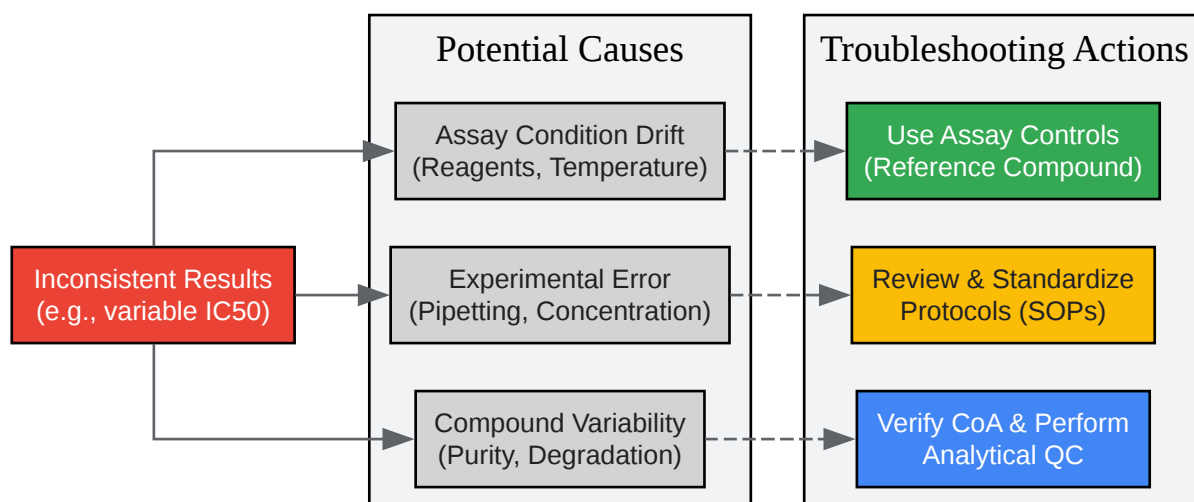 Potential Causes
Troubleshooting Actions
Assay Condition Drift
(Reagents, Temperature)
Use Assay Controls
(Reference Compound)
Inconsistent Results
(e.g., variable IC50)
Experimental Error
(Pipetting, Concentration)
Review & Standardize
Protocols (SOPs)
Compound Variability
(Purity, Degradation)
Verify CoA & Perform
Analytical QC